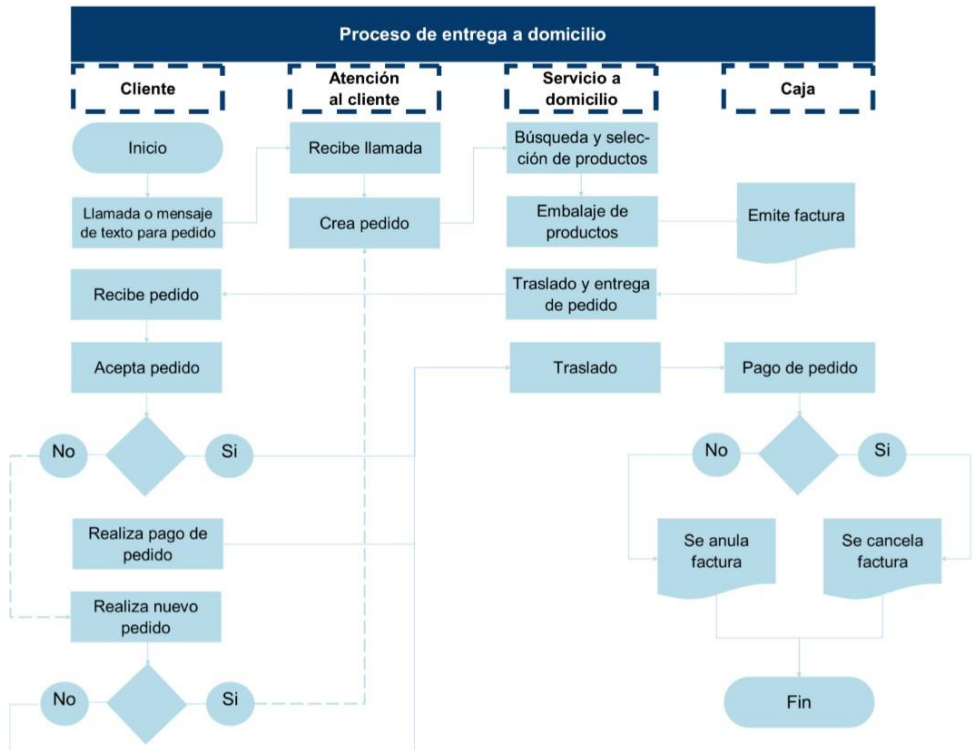 Proceso de entrega a domicilio
Cliente
Atención
al cliente
Servicio a
domicilio
Caja
Inicio
Recibe llamada
Búsqueda y selec-
ción de productos
Llamada o mensaje
de texto para pedido
Crea pedido
Embalaje de
productos
Emite factura
Recibe pedido
Traslado y entrega
de pedido
Acepta pedido
Traslado
Pago de pedido
No
Si
No
Si
Realiza pago de
pedido
Se anula
factura
Se cancela
factura
Realiza nuevo
pedido
No
Si
Fin